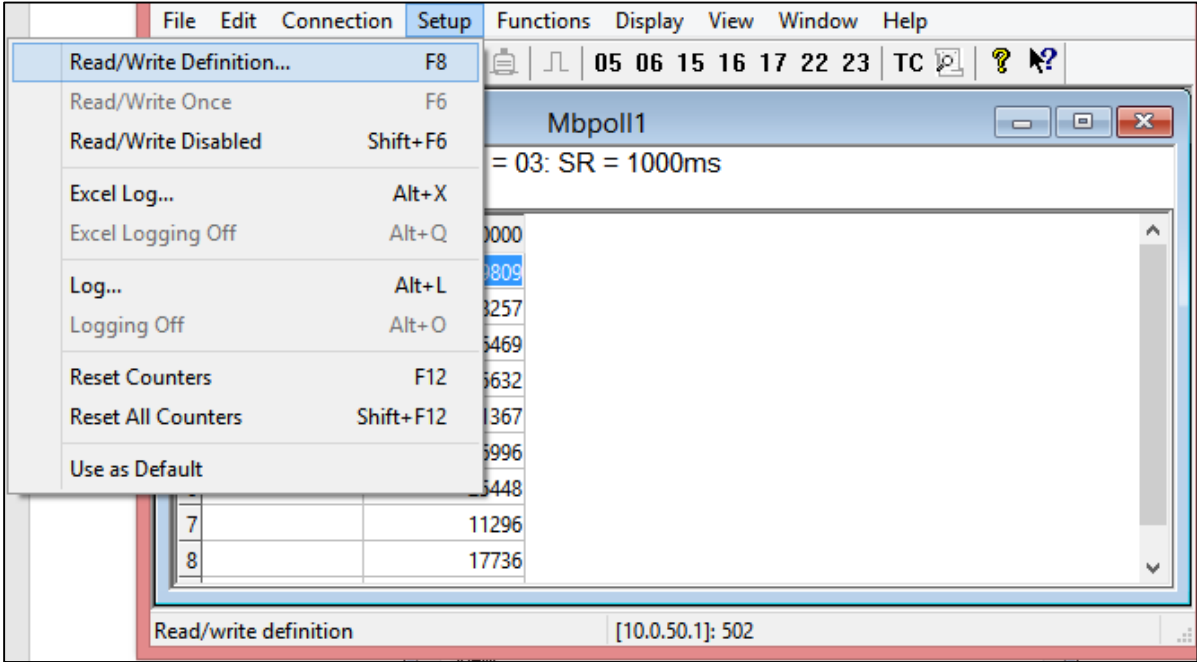 File Edit Connection Setup Functions Display View Window Help
05 06 15 16 17 22 23 TC
Read/Write Definition... F8
Read/Write Once F6
Read/Write Disabled Shift+F6
Excel Log... Alt+X
Excel Logging Off Alt+Q
Log... Alt+L
Logging Off Alt+O
Reset Counters F12
Reset All Counters Shift+F12
Use as Default
Mbpoll1
= 03: SR = 1000ms
7 11296
8 17736
Read/write definition [10.0.50.1]: 502